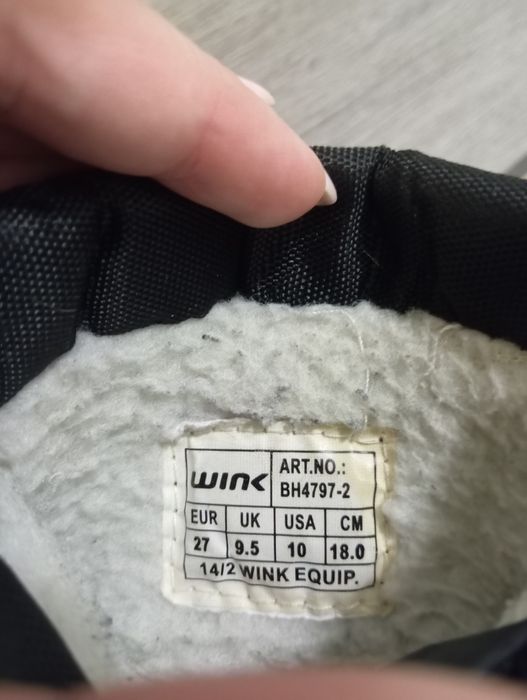 WINK
ART.NO.:
BH4797-2
EUR UK USA CM
27 9.5 10 18.0
14/2 WINK EQUIP.